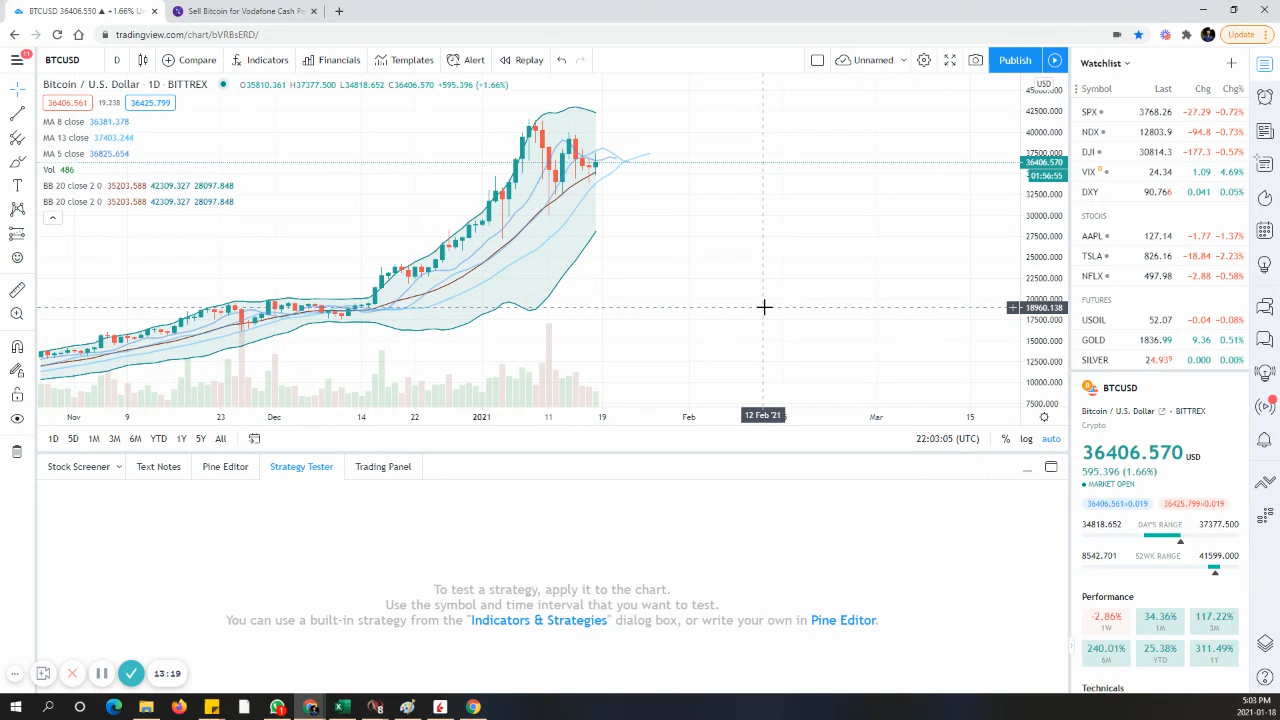 BTCUSD 36406.550 ▲ +1.66% Un
Sell Bitcoin for Vodafone Cash Pa
tradingview.com/chart/bVRBsERD/
Update
11
BTCUSD D Compare Indicators Financials Templates Alert Replay Unnamed Publish
Bitcoin / U.S. Dollar · 1D · BITTREX O35810.361 H37377.500 L34818.652 C36406.570 +595.396 (+1.66%)
36406.561 19.238 36425.799
MA 8 close 36381.378
MA 13 close 37403.244
MA 5 close 36825.654
Vol 486
BB 20 close 2 0 35203.588 42309.327 28097.848
BB 20 close 2 0 35203.588 42309.327 28097.848
USD
45000.000
42500.000
40000.000
37500.000
36406.570
01:56:55
32500.000
30000.000
27500.000
25000.000
22500.000
20000.000
18960.138
17500.000
15000.000
12500.000
10000.000
7500.000
Nov 9 23 Dec 14 22 2021 11 19 Feb 12 Feb '21 Mar 15
1D 5D 1M 3M 6M YTD 1Y 5Y All 22:03:05 (UTC) % log auto
Stock Screener Text Notes Pine Editor Strategy Tester Trading Panel
To test a strategy, apply it to the chart.
Use the symbol and time interval that you want to test.
You can use a built-in strategy from the "Indicators & Strategies" dialog box, or write your own in Pine Editor.
13:19
Watchlist
Symbol Last Chg Chg%
SPX 3768.26 -27.29 -0.72%
NDX 12803.9 -94.8 -0.73%
DJI 30814.3 -177.3 -0.57%
VIX 24.34 1.09 4.69%
DXY 90.766 0.041 0.05%
STOCKS
AAPL 127.14 -1.77 -1.37%
TSLA 826.16 -18.84 -2.23%
NFLX 497.98 -2.88 -0.58%
FUTURES
USOIL 52.07 -0.04 -0.08%
GOLD 1836.99 9.36 0.51%
SILVER 24.939 0.000 0.00%
BTCUSD
Bitcoin / U.S. Dollar · BITTREX
Crypto
36406.570 USD
595.396 (1.66%)
MARKET OPEN
36406.561×0.019 36425.799×0.019
34818.652 DAY'S RANGE 37377.500
8542.701 52WK RANGE 41599.000
Performance
-2.86% 34.36% 117.22%
1W 1M 3M
240.01% 25.38% 311.49%
6M YTD 1Y
Technicals
5:03 PM
2021-01-18